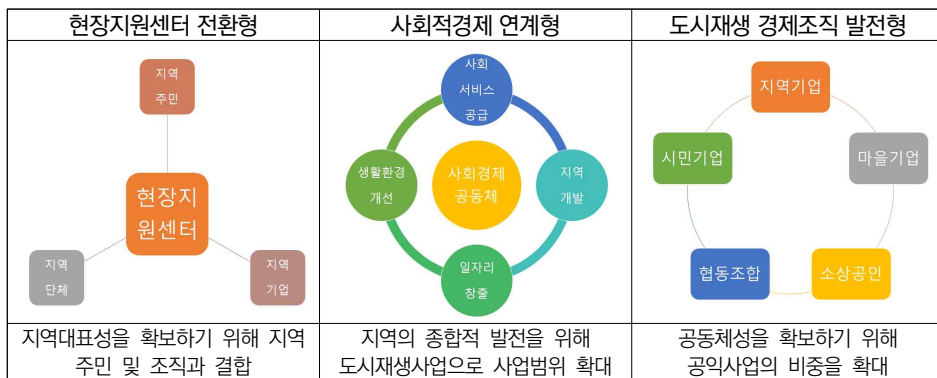 현장지원센터 전환형
지역
주민
현장지
원센터
지역
단체
지역
기업
지역대표성을 확보하기 위해 지역
주민 및 조직과 결합
사회적경제 연계형
사회
서비스
공급
생활환경
개선
사회경제
공동체
지역
개발
일자리
창출
지역의 종합적 발전을 위해
도시재생사업으로 사업범위 확대
도시재생 경제조직 발전형
지역기업
시민기업
마을기업
협동조합
소상공인
공동체성을 확보하기 위해
공익사업의 비중을 확대